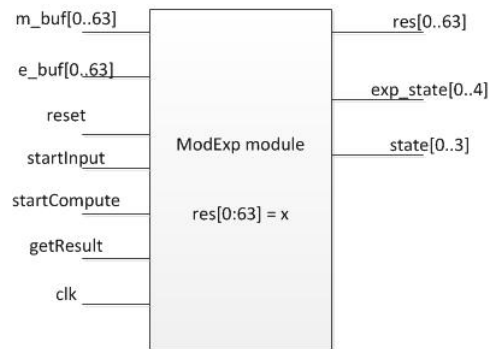 m_buf[0..63]
e_buf[0..63]
reset
startInput
startCompute
getResult
clk
ModExp module
res[0:63] = x
res[0..63]
exp_state[0..4]
state[0..3]